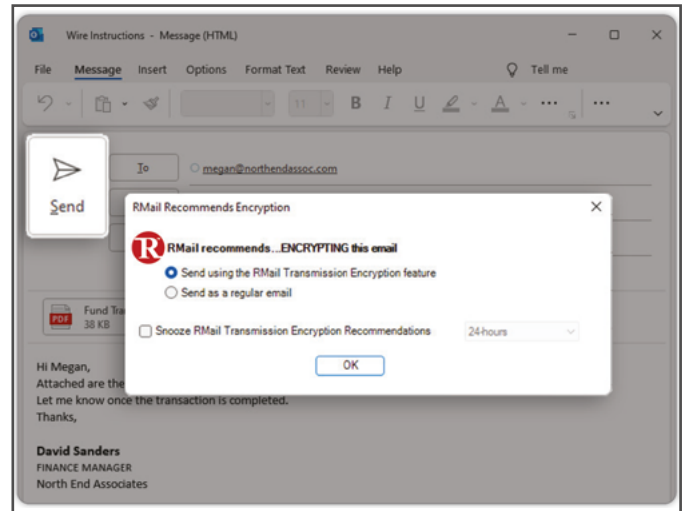 Wire Instructions - Message (HTML)
File Message Insert Options Format Text Review Help Tell me
11 B I U A
Send
To megan@northendassoc.com
RMail Recommends Encryption
R RMail recommends...ENCRYPTING this email
Send using the RMail Transmission Encryption feature
Send as a regular email
Snooze RMail Transmission Encryption Recommendations 24-hours
OK
PDF Fund Tra
38 KB
Hi Megan,
Attached are the
Let me know once the transaction is completed.
Thanks,
David Sanders
FINANCE MANAGER
North End Associates